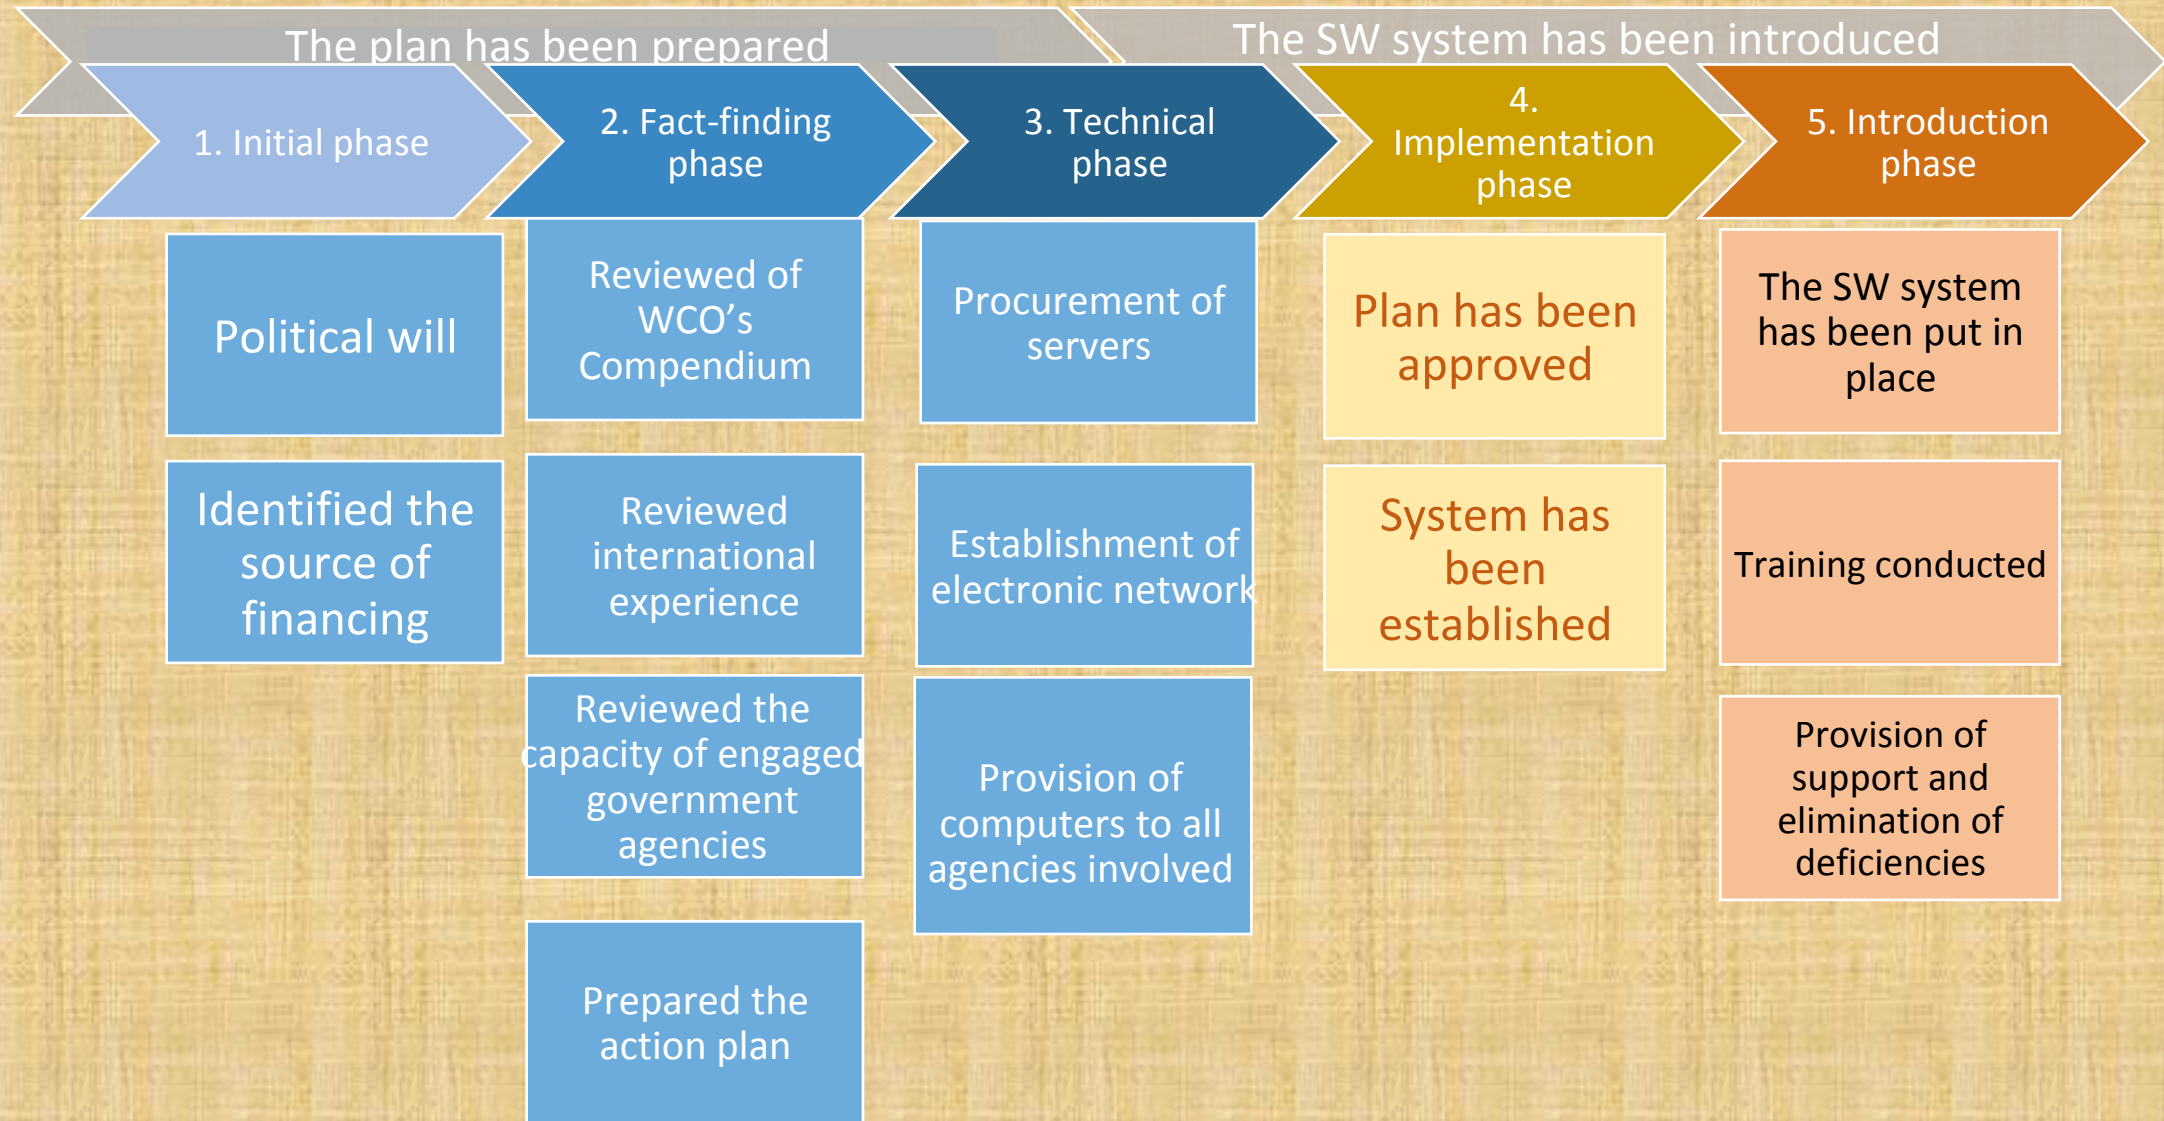 The plan has been prepared
The SW system has been introduced
1. Initial phase
2. Fact-finding
phase
3. Technical
phase
4.
Implementation
phase
5. Introduction
phase
Political will
Identified the
source of
financing
Reviewed of
WCO’s
Compendium
Reviewed
international
experience
Reviewed the
capacity of engaged
government
agencies
Prepared the
action plan
Procurement of
servers
Establishment of
electronic network
Provision of
computers to all
agencies involved
Plan has been
approved
System has
been
established
The SW system
has been put in
place
Training conducted
Provision of
support and
elimination of
deficiencies